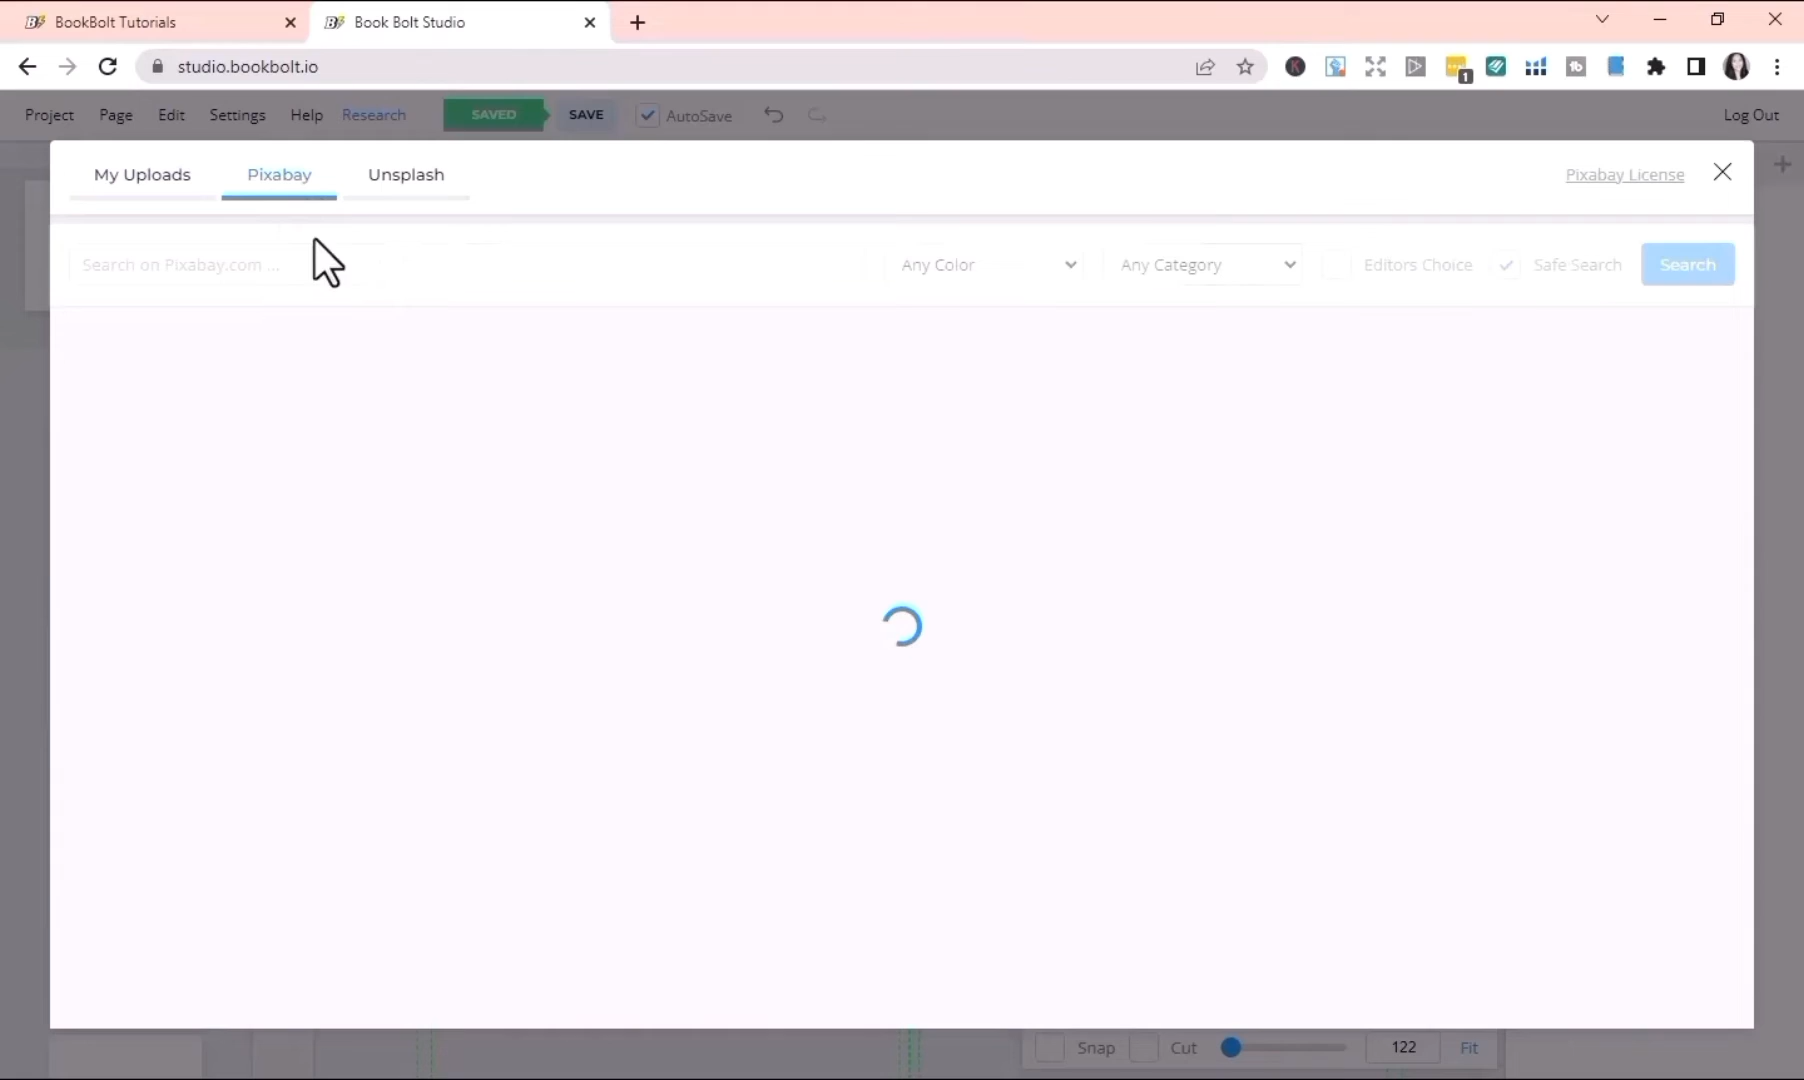 BookBolt Tutorials
Book Bolt Studio
studio.bookbolt.io
1
Project Page Edit Settings Help Research SAVED SAVE AutoSave Log Out
My Uploads Pixabay Unsplash Pixabay License
Search on Pixabay.com ... Any Color Any Category Editors Choice Safe Search Search
Snap Cut 122 Fit